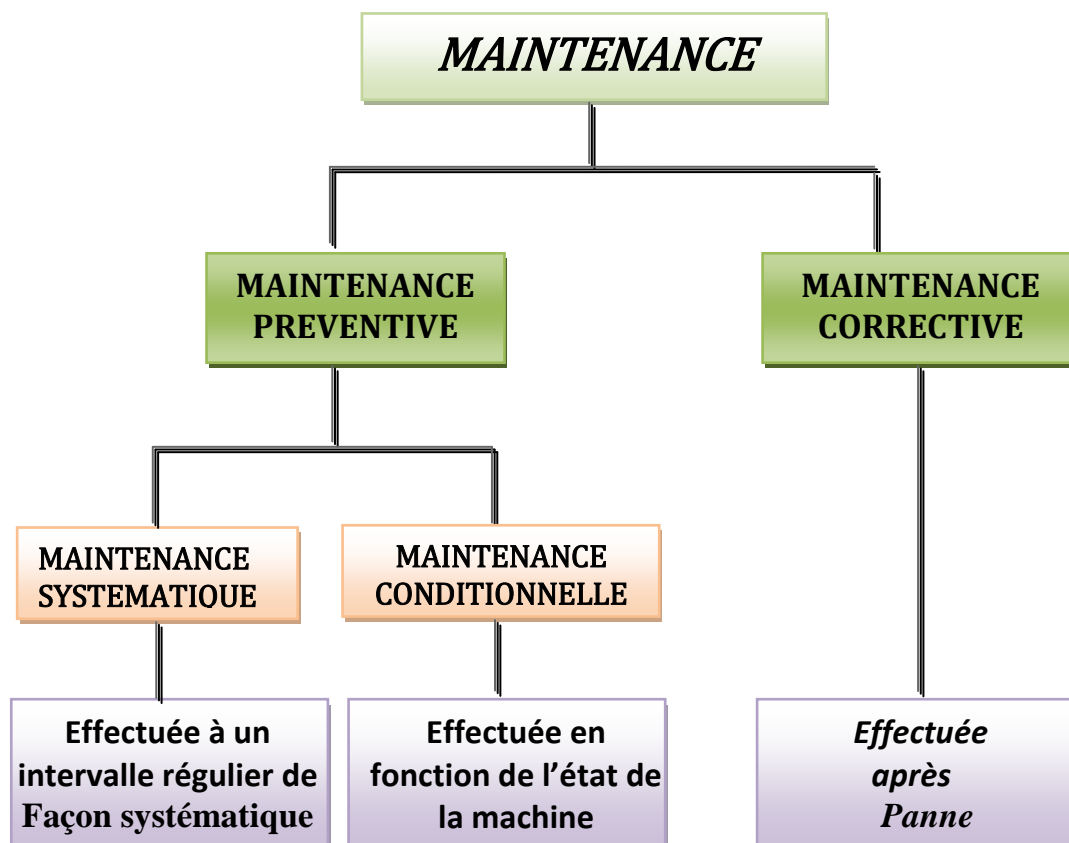 MAINTENANCE
MAINTENANCE
PREVENTIVE
MAINTENANCE
CORRECTIVE
MAINTENANCE
SYSTEMATIQUE
MAINTENANCE
CONDITIONNELLE
Effectuée à un
intervalle régulier de
Façon systématique
Effectuée en
fonction de l’état de
la machine
Effectuée
après
Panne